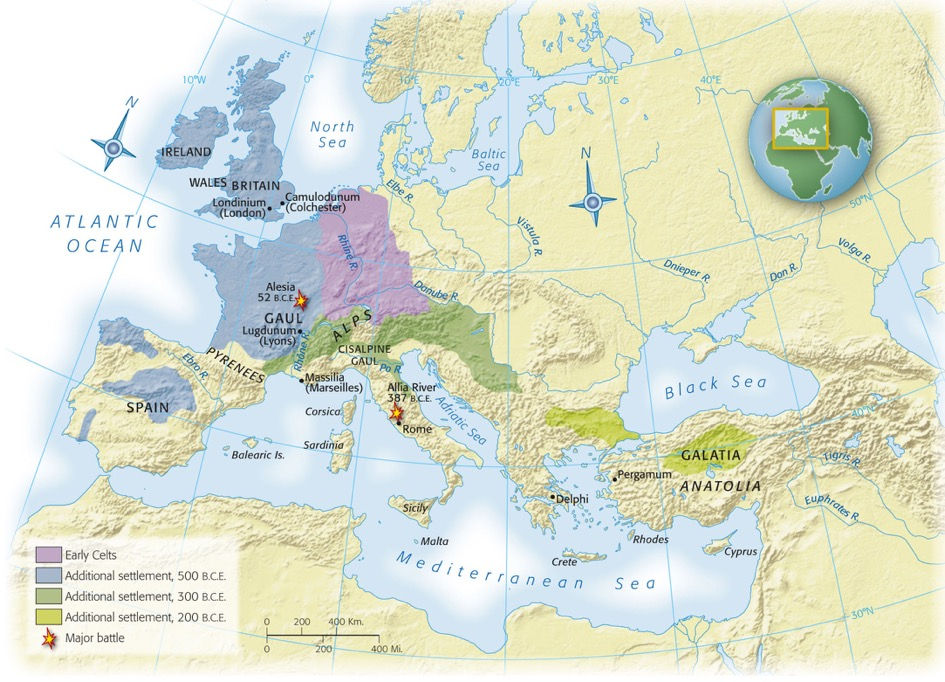 10°W
0°
10°E
20°E
30°E
40°E
50°N
N
N
North
Sea
Baltic
Sea
IRELAND
WALES
BRITAIN
Londinium
(London)
Camulodunum
(Colchester)
ATLANTIC
OCEAN
Elbe R.
Rhine R.
Vistula R.
Dnieper R.
Don R.
Volga R.
Alesia
52 B.C.E.
GAUL
Lugdunum
(Lyons)
Danube R.
ALPS
CISALPINE
GAUL
Rhône R.
Po R.
PYRENEES
Ebro R.
Massilia
(Marseilles)
Allia River
387 B.C.E.
Rome
Adriatic Sea
Black Sea
40°N
SPAIN
Corsica
Sardinia
Balearic Is.
GALATIA
ANATOLIA
Pergamum
Delphi
Tigris R.
Euphrates R.
Sicily
Malta
Crete
Rhodes
Cyprus
Mediterranean Sea
30°N
Early Celts
Additional settlement, 500 B.C.E.
Additional settlement, 300 B.C.E.
Additional settlement, 200 B.C.E.
Major battle
0 200 400 Km.
0 200 400 Mi.